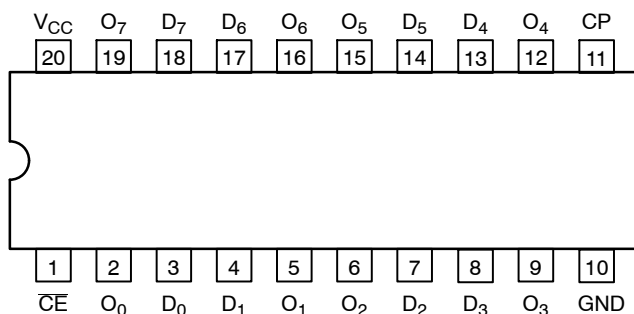 V_CC O₇ D₇ D₆ O₆ O₅ D₅ D₄ O₄ CP
20 19 18 17 16 15 14 13 12 11
1 2 3 4 5 6 7 8 9 10
C̅E̅ O₀ D₀ D₁ O₁ O₂ D₂ D₃ O₃ GND